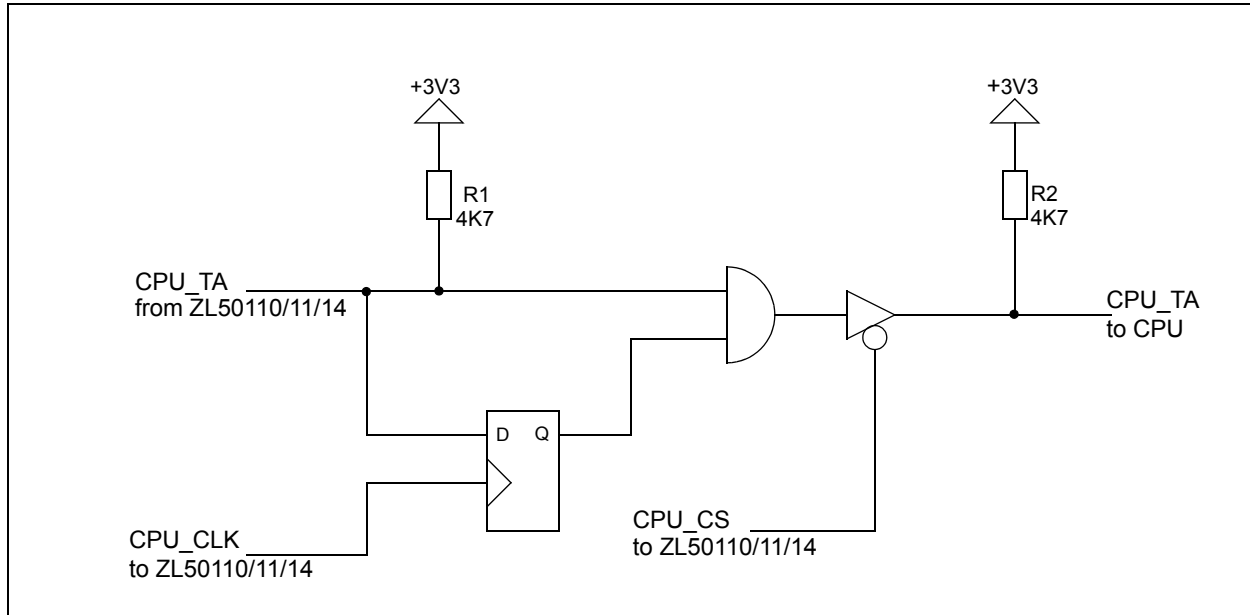 +3V3
+3V3
R1
4K7
R2
4K7
CPU_TA
from ZL50110/11/14
CPU_TA
to CPU
D Q
CPU_CLK
to ZL50110/11/14
CPU_CS
to ZL50110/11/14